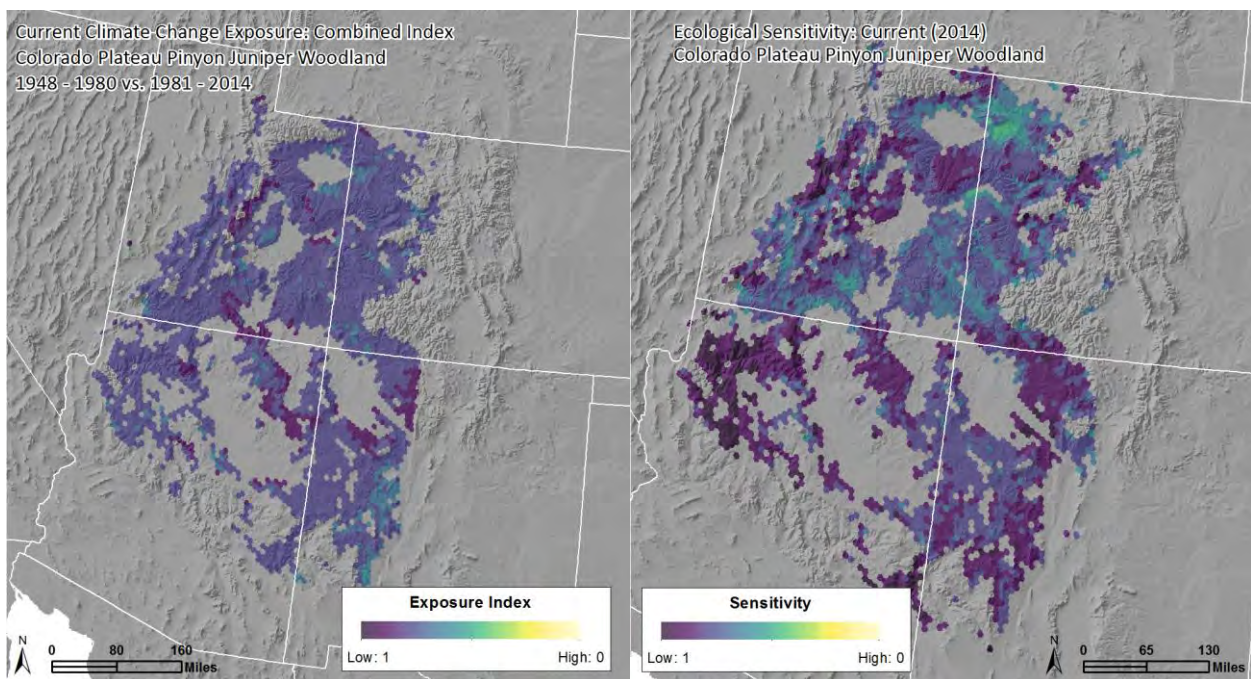 Current Climate Change Exposure: Combined Index
Colorado Plateau Pinyon Juniper Woodland
1948 - 1980 vs. 1981 - 2014
Exposure Index
Low: 1 High: 0
N
0 80 160
Miles
Ecological Sensitivity: Current (2014)
Colorado Plateau Pinyon Juniper Woodland
Sensitivity
Low: 1 High: 0
N
0 65 130
Miles